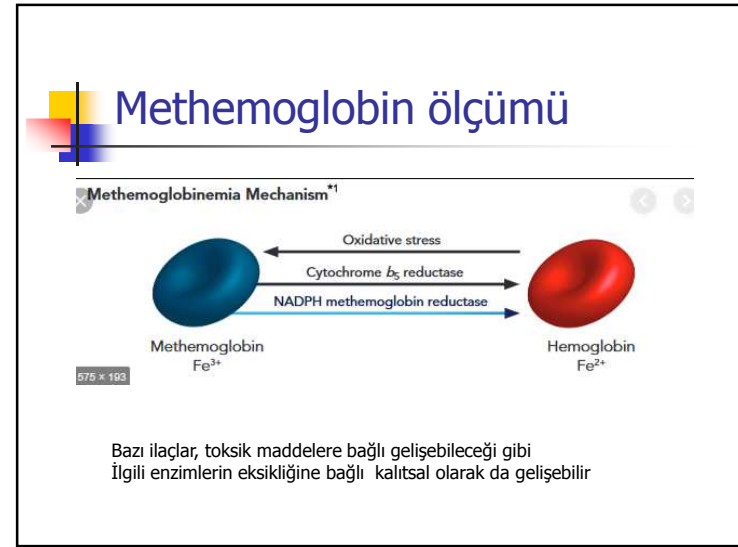 Methemoglobin ölçümü
Methemoglobinemia Mechanism*1
Oxidative stress
Cytochrome b5 reductase
NADPH methemoglobin reductase
Methemoglobin
Fe3+
Hemoglobin
Fe2+
575 × 193
Bazı ilaçlar, toksik maddelere bağlı gelişebileceği gibi
İlgili enzimlerin eksikliğine bağlı  kalıtsal olarak da gelişebilir